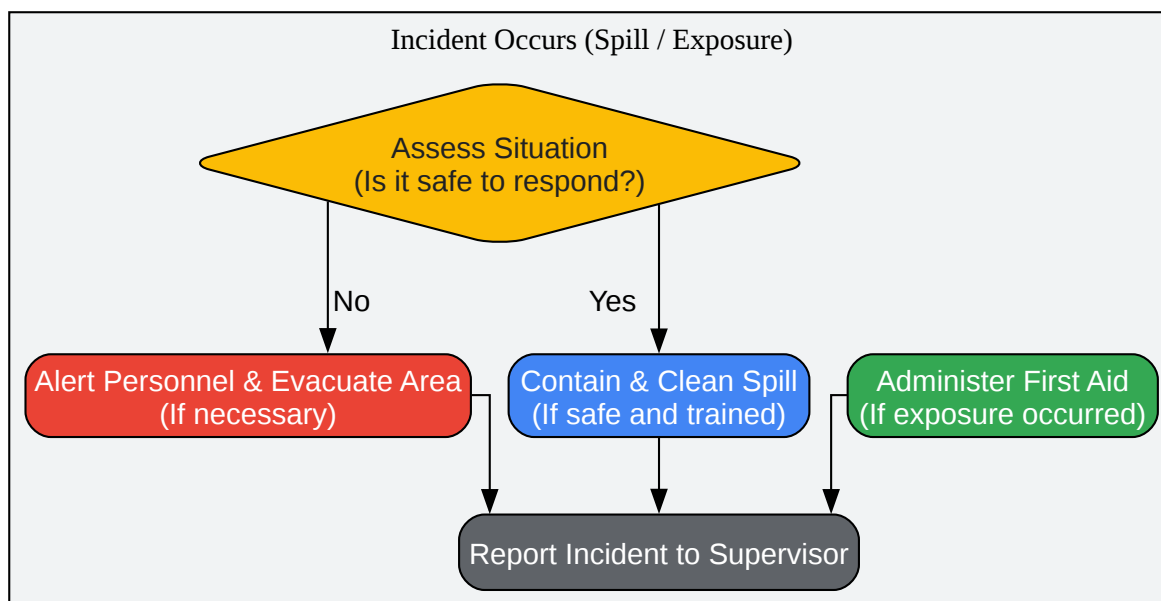 Incident Occurs (Spill / Exposure)
Assess Situation
(Is it safe to respond?)
No
Yes
Alert Personnel & Evacuate Area
(If necessary)
Contain & Clean Spill
(If safe and trained)
Administer First Aid
(If exposure occurred)
Report Incident to Supervisor